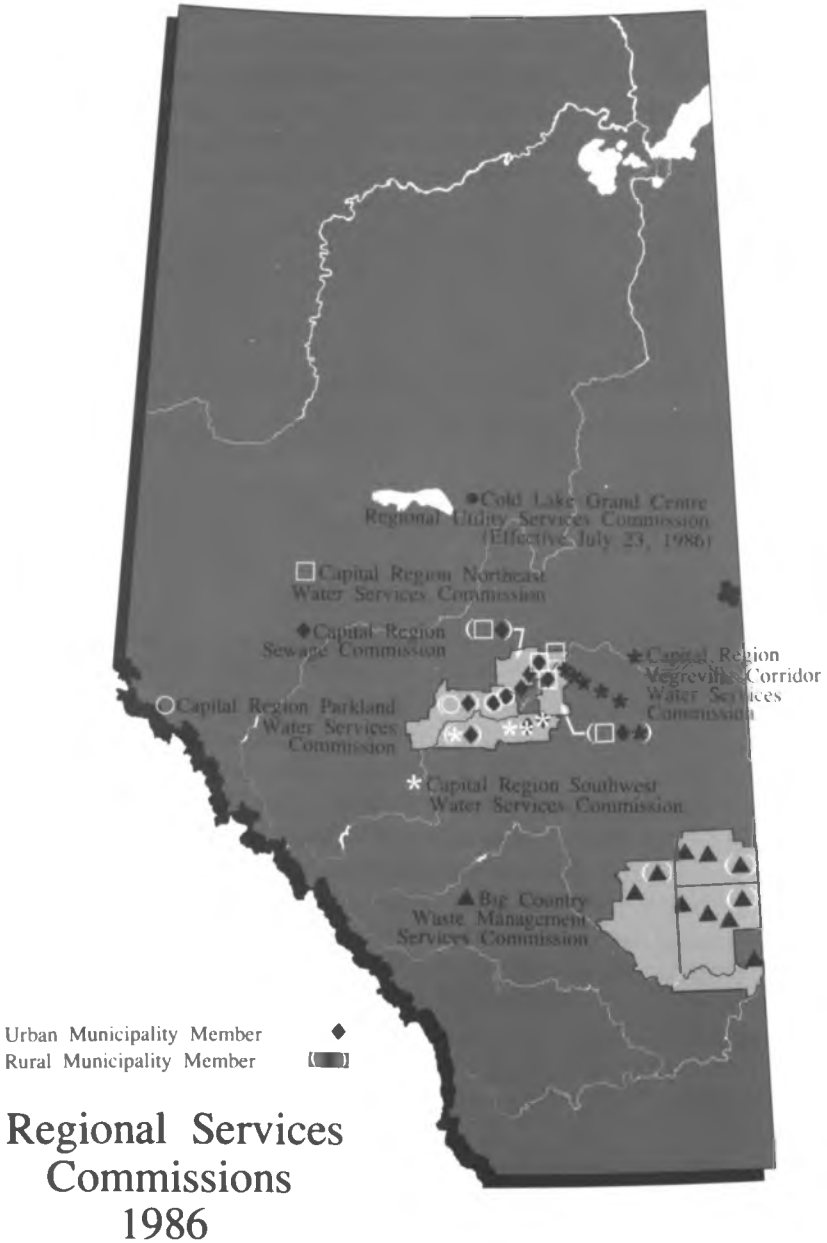 Cold Lake Grand Centre
Regional Utility Services Commission
(Effective July 23, 1986)
Capital Region Northeast
Water Services Commission
Capital Region
Sewage Commission
Capital Region
Vegreville Corridor
Water Services
Commission
Capital Region Parkland
Water Services
Commission
Capital Region Southwest
Water Services Commission
Big Country
Waste Management
Services Commission
Urban Municipality Member
Rural Municipality Member
Regional Services
Commissions
1986